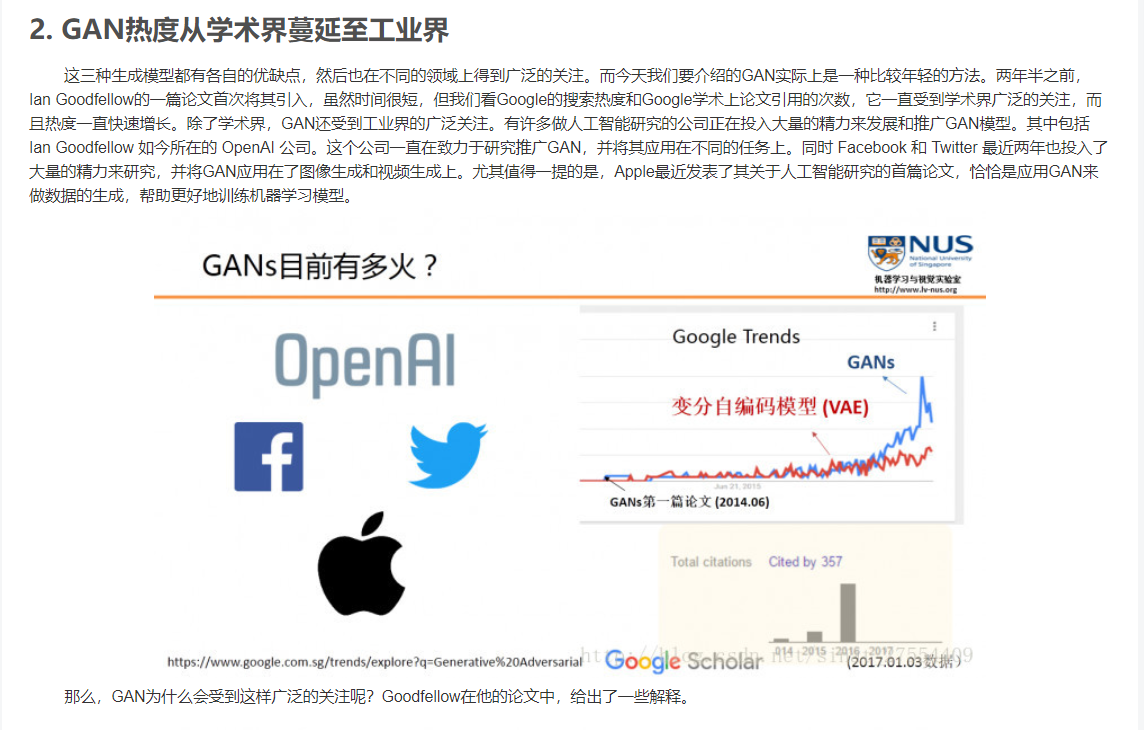 2. GAN热度从学术界蔓延至工业界
这三种生成模型都有各自的优缺点，然后也在不同的领域上得到广泛的关注。而今天我们要介绍的GAN实际上是一种比较年轻的方法。两年半之前，
Ian Goodfellow的一篇论文首次将其引入，虽然时间很短，但我们看Google的搜索热度和Google学术上论文引用的次数，它一直受到学术界广泛的关注，而
且热度一直快速增长。除了学术界，GAN还受到工业界的广泛关注。有许多做人工智能研究的公司正在投入大量的精力来发展和推广GAN模型。其中包括
Ian Goodfellow 如今所在的 OpenAI 公司。这个公司一直在致力于研究推广GAN，并将其应用在不同的任务上。同时 Facebook 和 Twitter 最近两年也投入了
大量的精力来研究，并将GAN应用在了图像生成和视频生成上。尤其值得一提的是，Apple最近发表了其关于人工智能研究的首篇论文，恰恰是应用GAN来
做数据的生成，帮助更好地训练机器学习模型。
GANs目前有多火？
NUS
National University
of Singapore
机器学习与视觉实验室
http://www.lv-nus.org
OpenAI
Google Trends
GANs
变分自编码模型 (VAE)
Jun 21, 2015
GANs第一篇论文 (2014.06)
Total citations Cited by 357
014 2015 2016 2017
https://www.google.com.sg/trends/explore?q=Generative%20Adversarial
Google Scholar
(2017.01.03数据)
那么，GAN为什么会受到这样广泛的关注呢？Goodfellow在他的论文中，给出了一些解释。